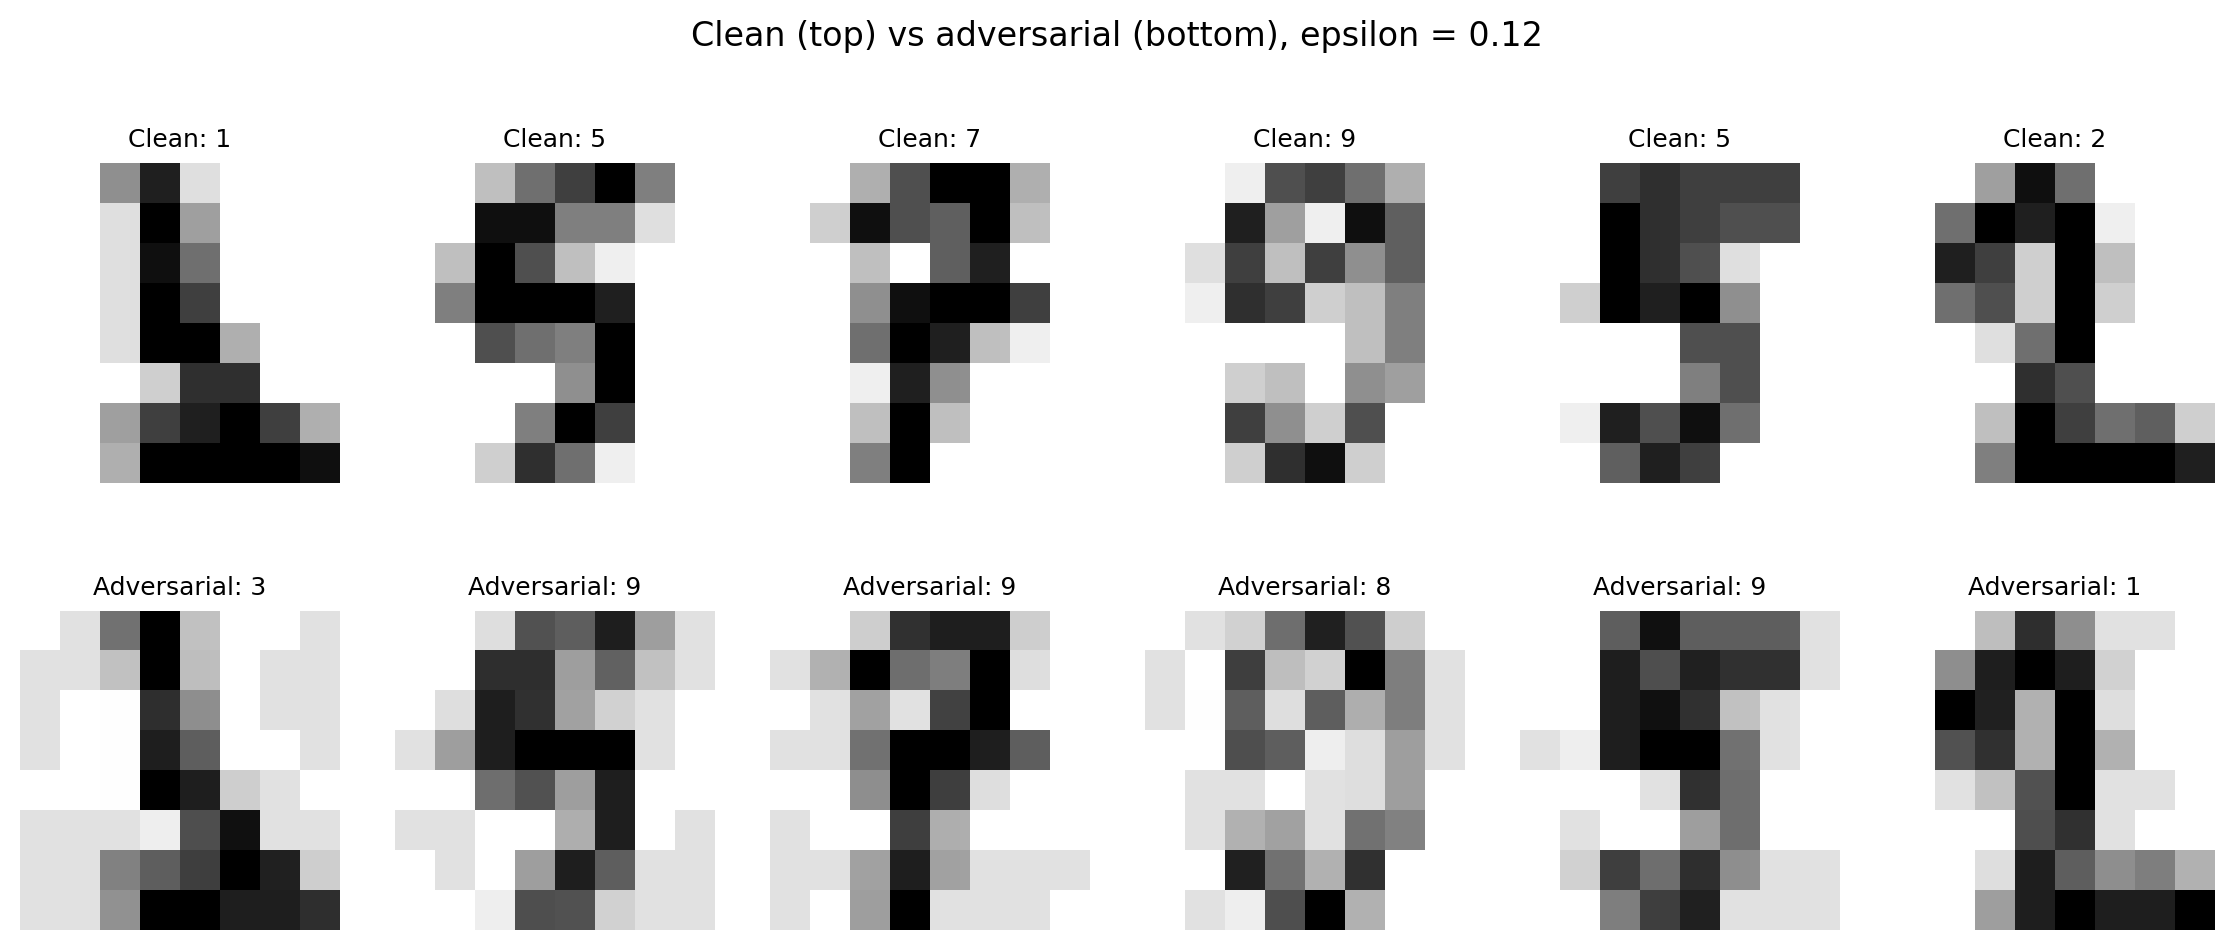 Clean (top) vs adversarial (bottom), epsilon = 0.12
Clean: 1 Clean: 5 Clean: 7 Clean: 9 Clean: 5 Clean: 2
Adversarial: 3 Adversarial: 9 Adversarial: 9 Adversarial: 8 Adversarial: 9 Adversarial: 1